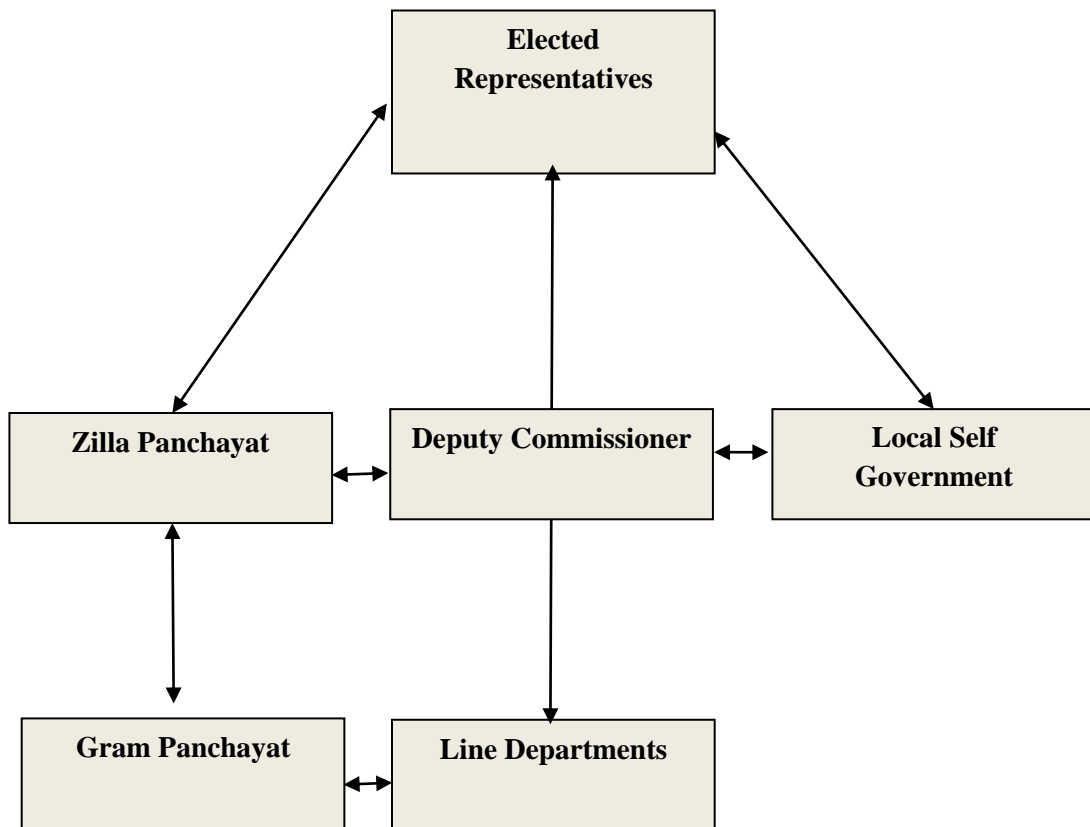 Elected
Representatives
Zilla Panchayat
Deputy Commissioner
Local Self
Government
Gram Panchayat
Line Departments